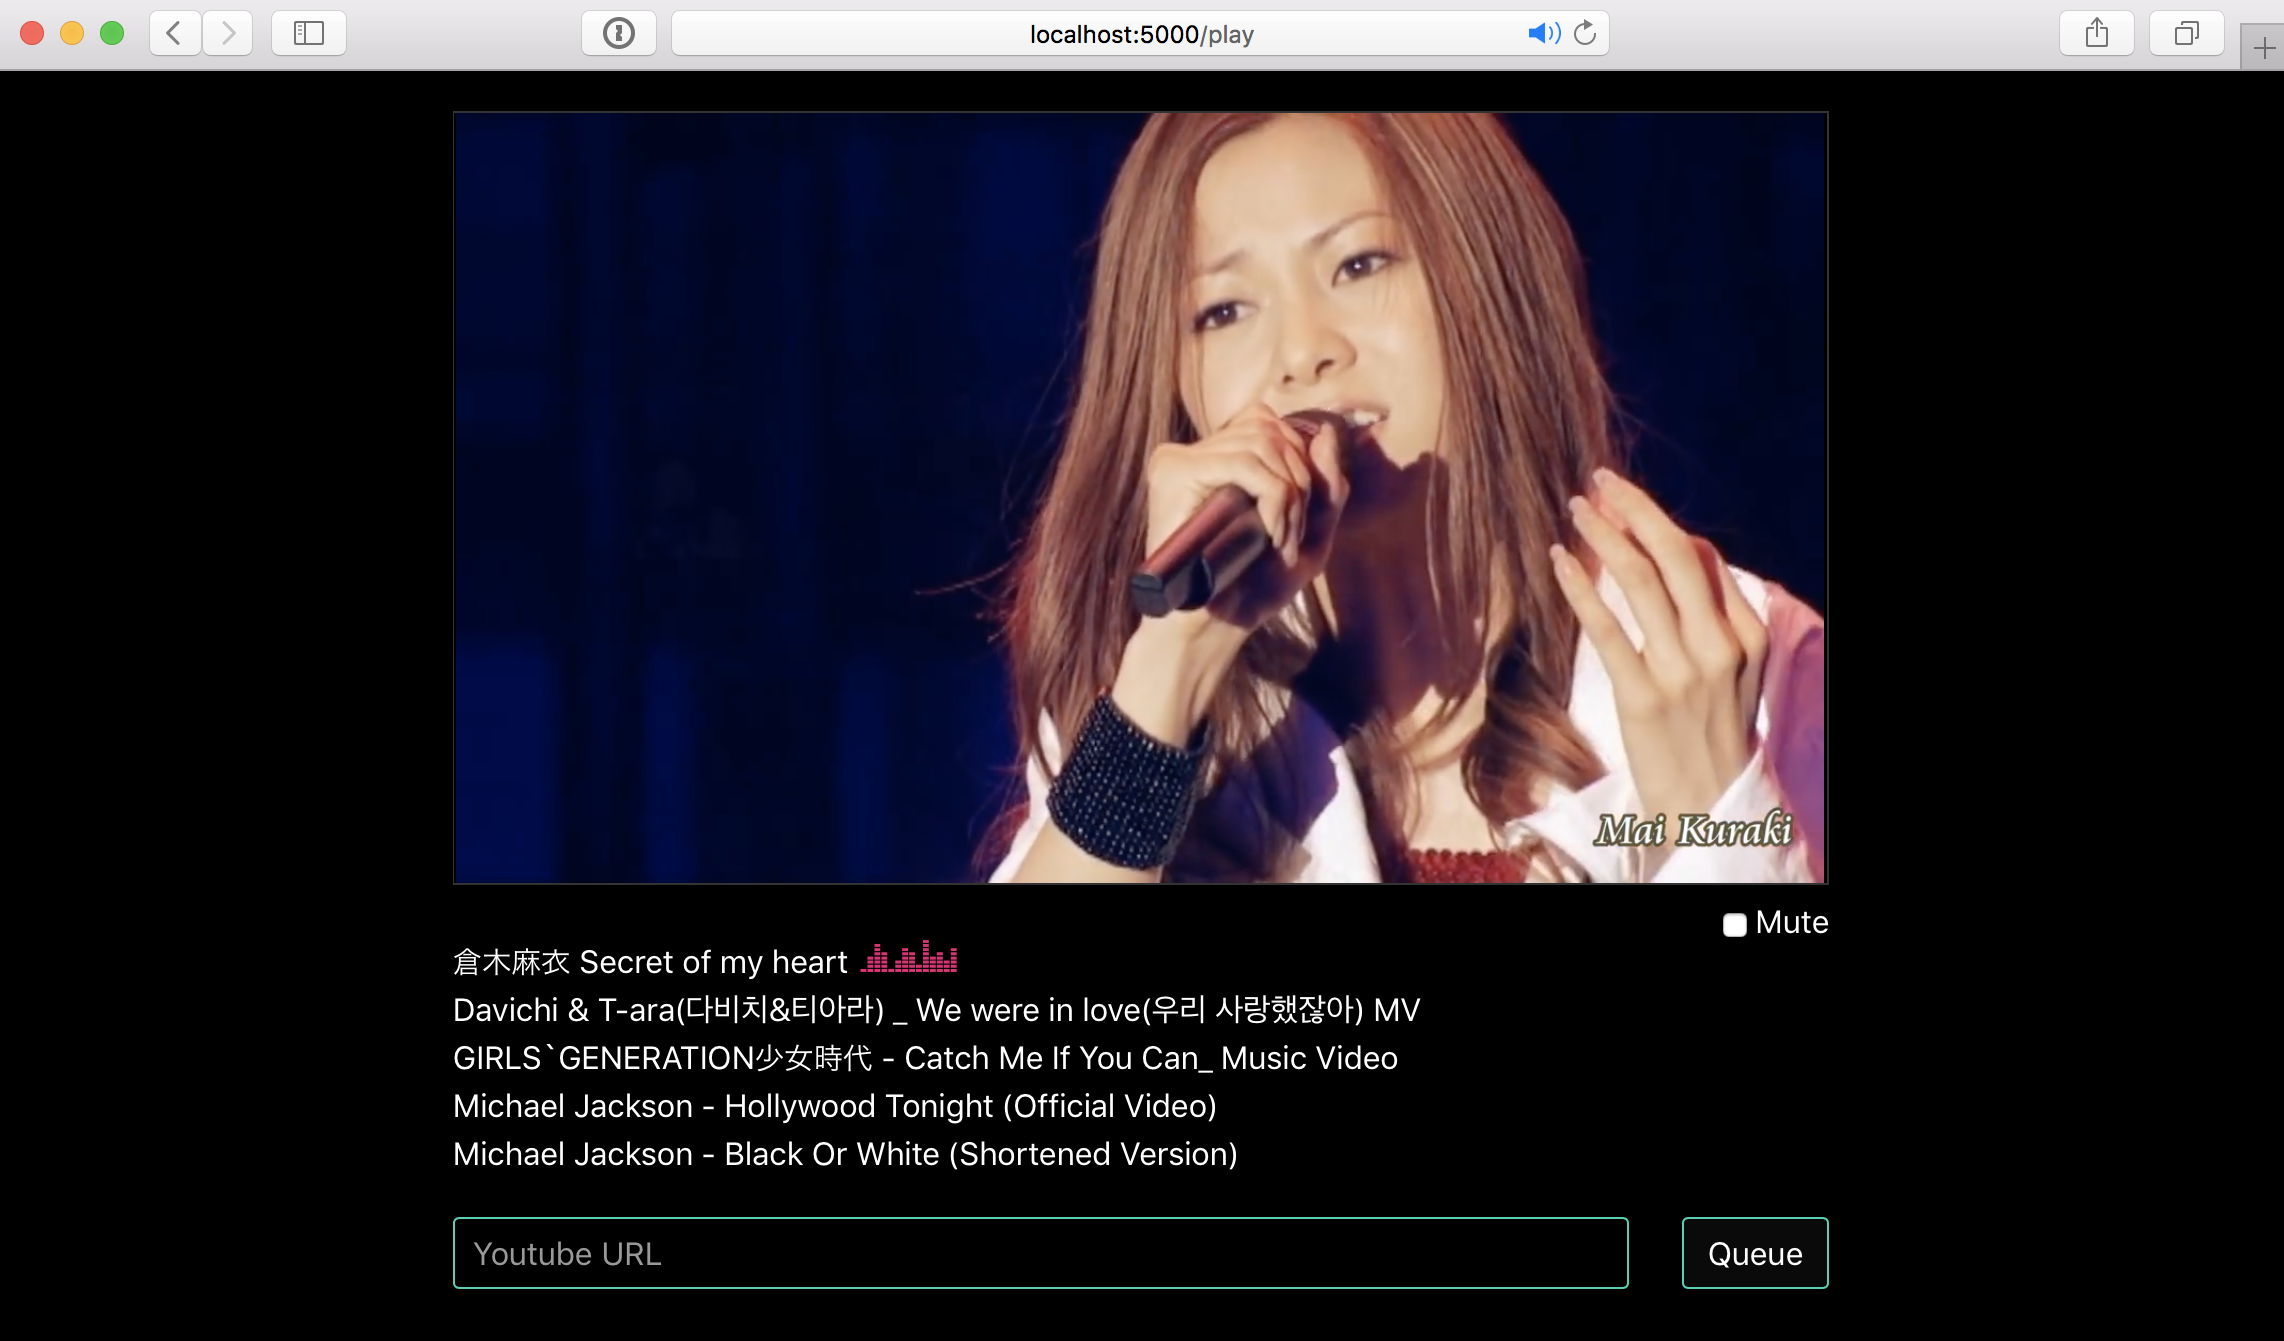 localhost:5000/play
Mai Kuraki
Mute
倉木麻衣 Secret of my heart
Davichi & T-ara(다비치&티아라) _ We were in love(우리 사랑했잖아) MV
GIRLS`GENERATION少女時代 - Catch Me If You Can_ Music Video
Michael Jackson - Hollywood Tonight (Official Video)
Michael Jackson - Black Or White (Shortened Version)
Youtube URL
Queue